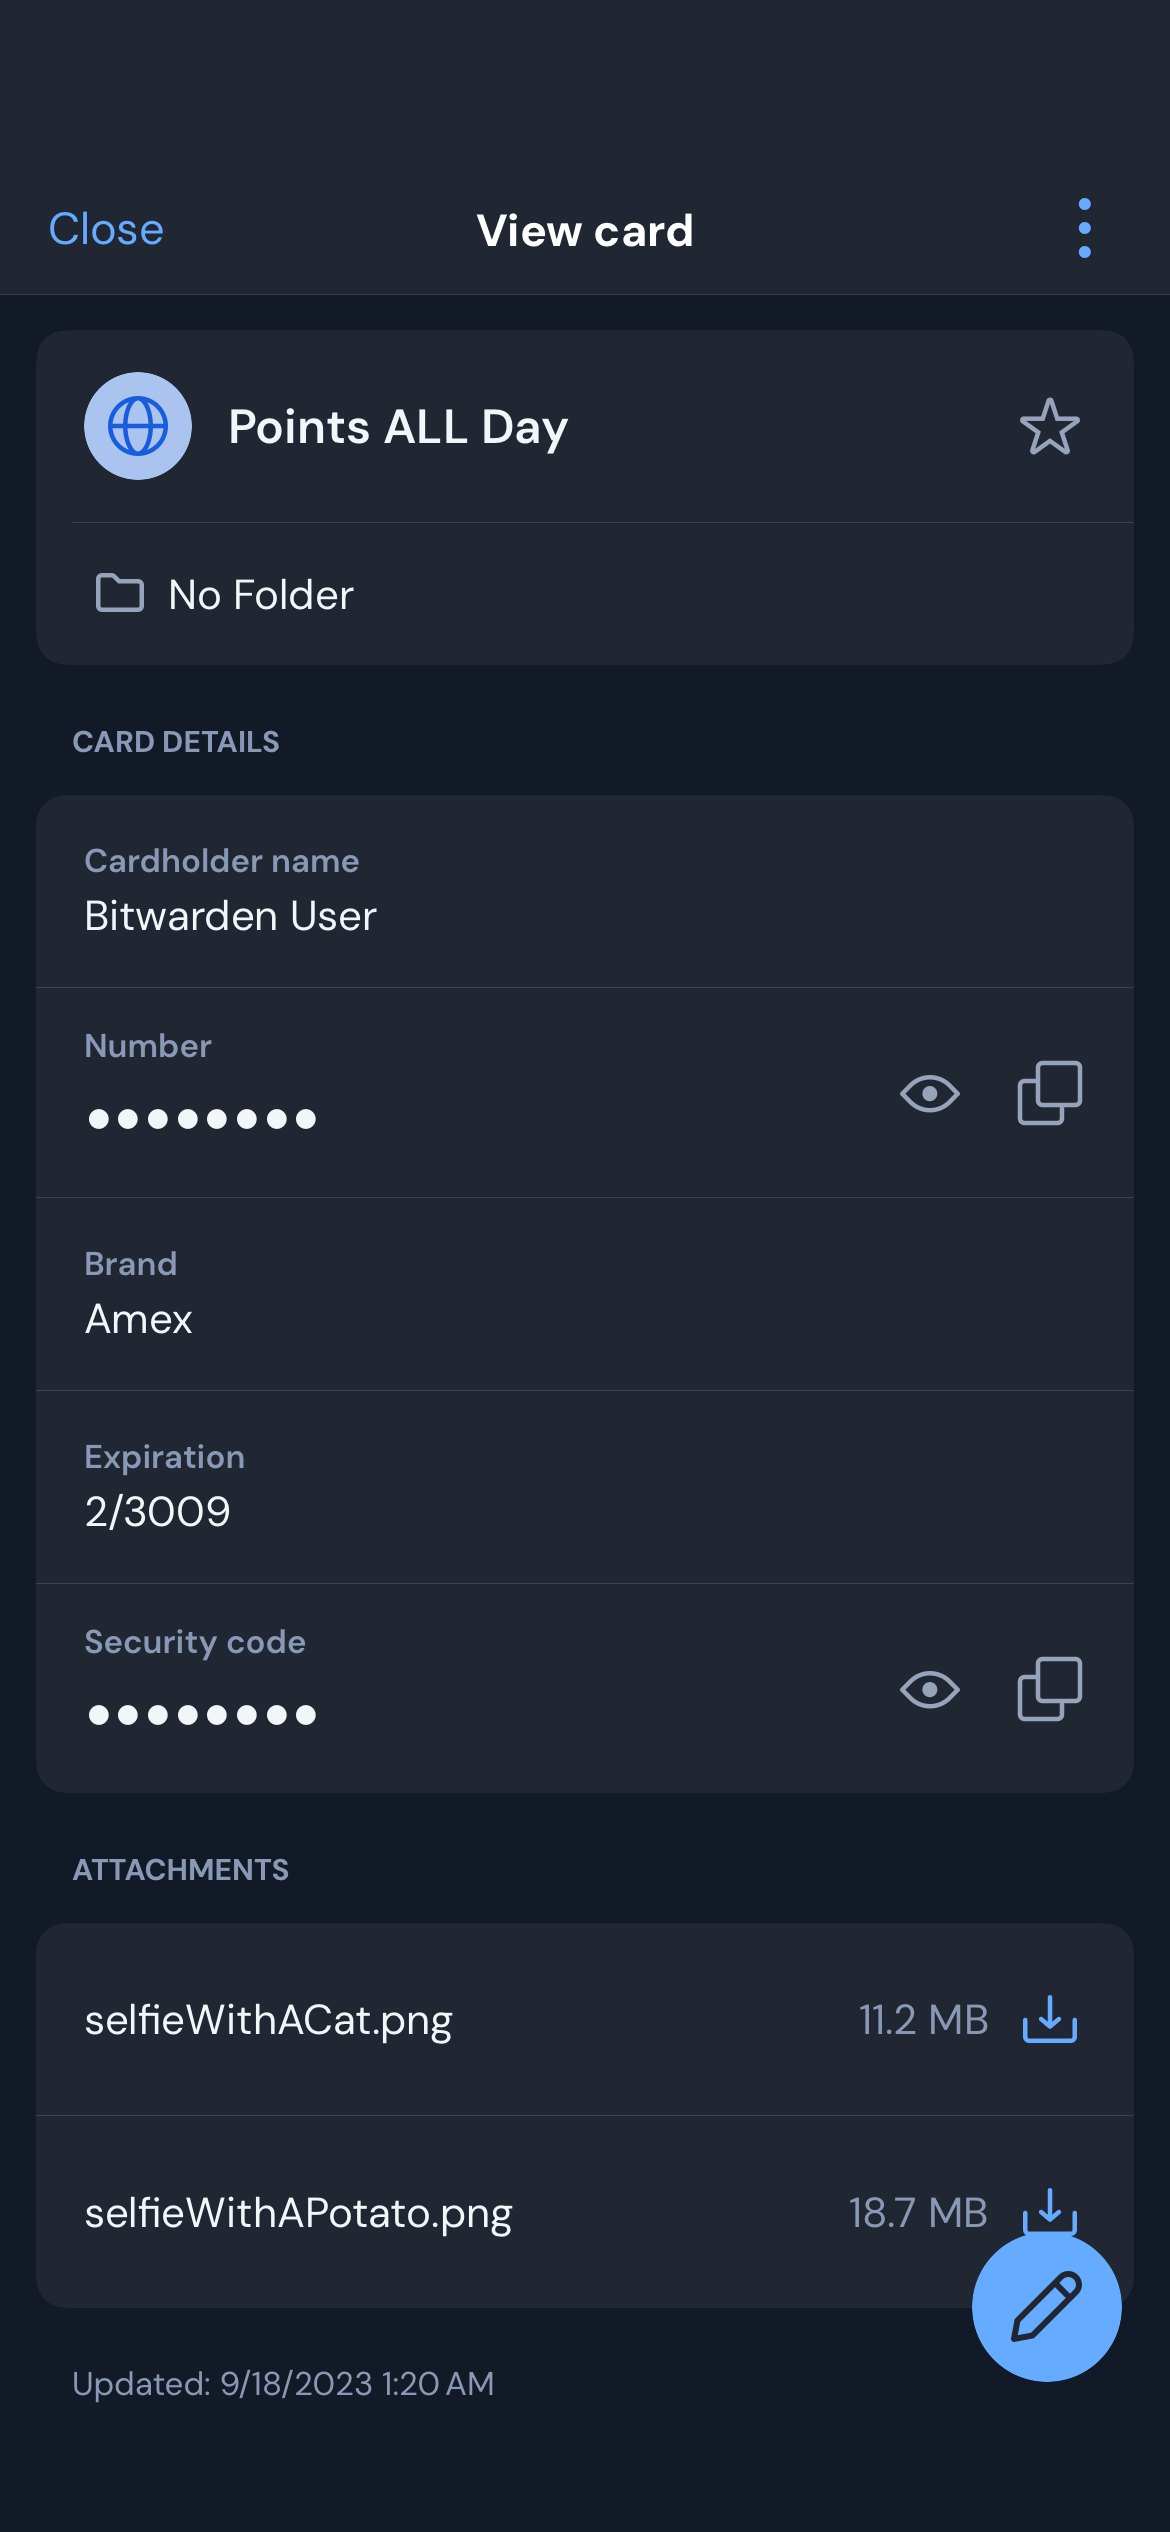 Close
View card
Points ALL Day
No Folder
CARD DETAILS
Cardholder name
Bitwarden User
Number
●●●●●●●●
Brand
Amex
Expiration
2/3009
Security code
●●●●●●●●
ATTACHMENTS
selfieWithACat.png 11.2 MB
selfieWithAPotato.png 18.7 MB
Updated: 9/18/2023 1:20 AM